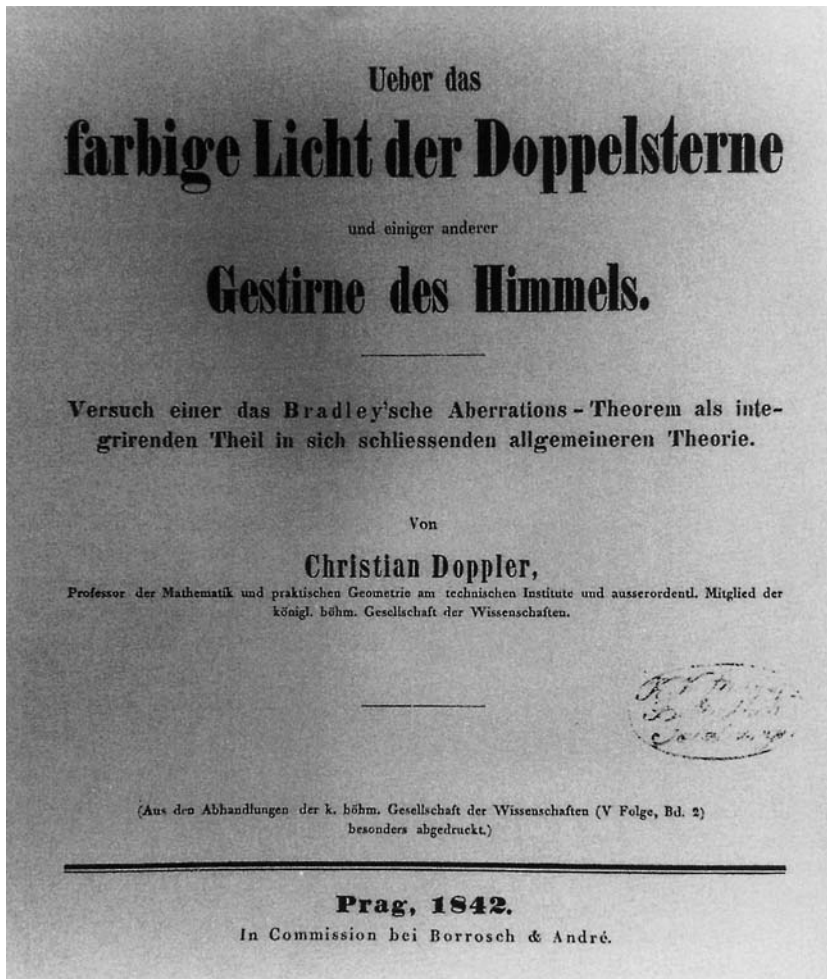 Ueber das
farbige Licht der Doppelsterne
und einiger anderer
Gestirne des Himmels.
Versuch einer das Bradley'sche Aberrations-Theorem als inte-
grirenden Theil in sich schliessenden allgemeineren Theorie.
Von
Christian Doppler,
Professor der Mathematik und praktischen Geometrie am technischen Institute und ausserordentl. Mitglied der
königl. böhm. Gesellschaft der Wissenschaften.
(Aus den Abhandlungen der k. böhm. Gesellschaft der Wissenschaften (V Folge, Bd. 2)
besonders abgedruckt.)
Prag, 1842.
In Commission bei Borrosch & André.